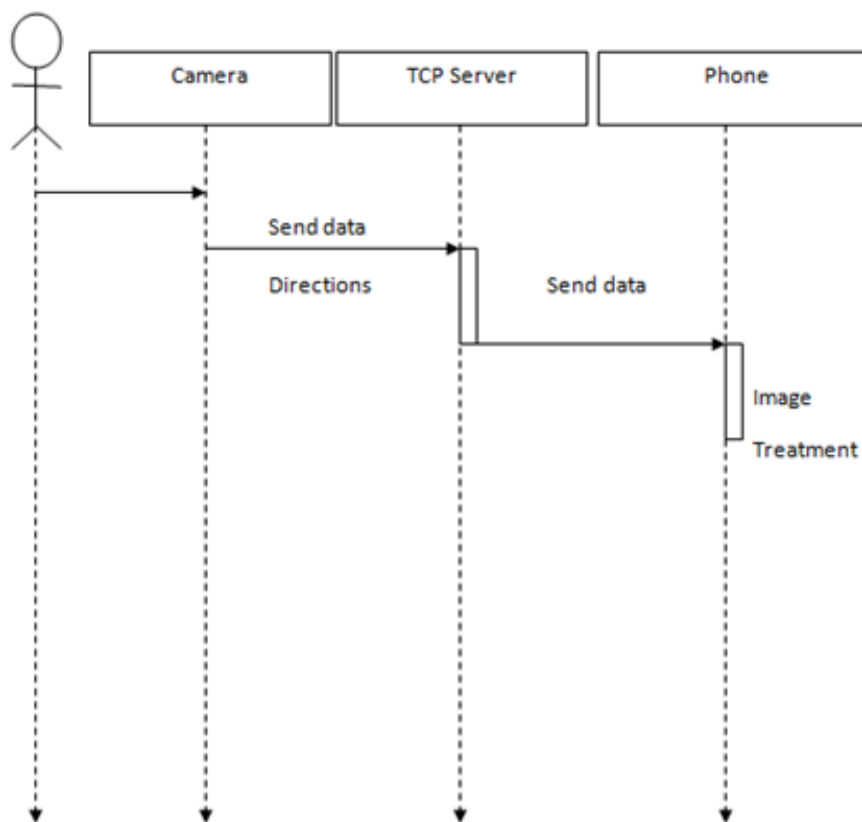 Camera
TCP Server
Phone
Send data
Directions
Send data
Image
Treatment